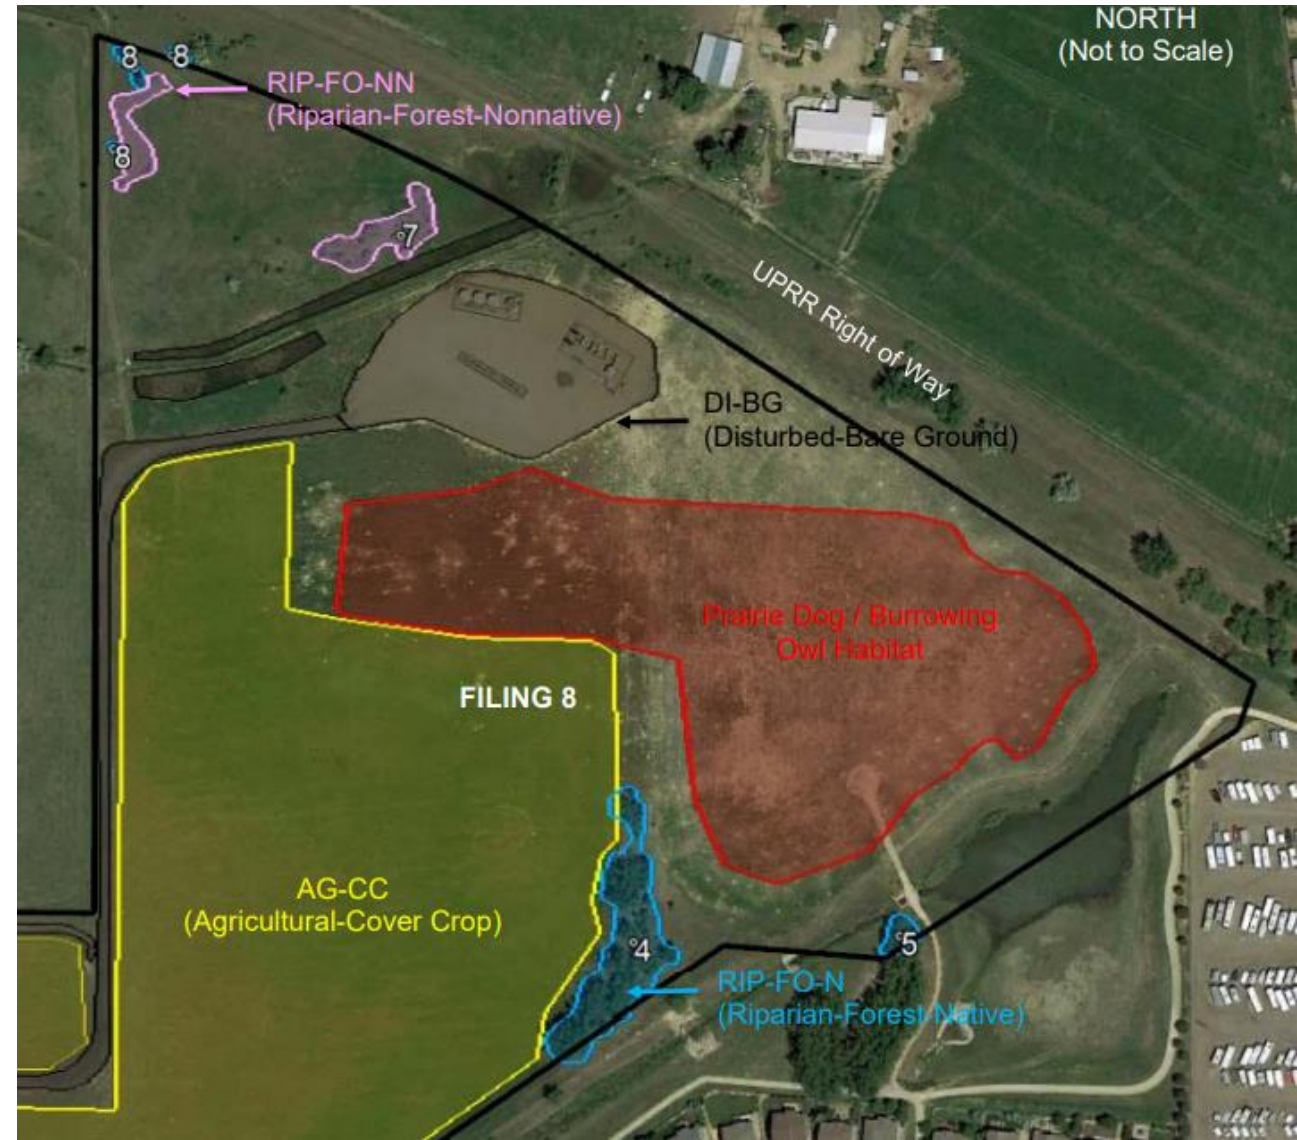 NORTH
(Not to Scale)
8
8
RIP-FO-NN
(Riparian-Forest-Nonnative)
8
7
UPRR Right of Way
DI-BG
(Disturbed-Bare Ground)
Prairie Dog / Burrowing
Owl Habitat
FILING 8
AG-CC
(Agricultural-Cover Crop)
4
5
RIP-FO-N
(Riparian-Forest-Native)